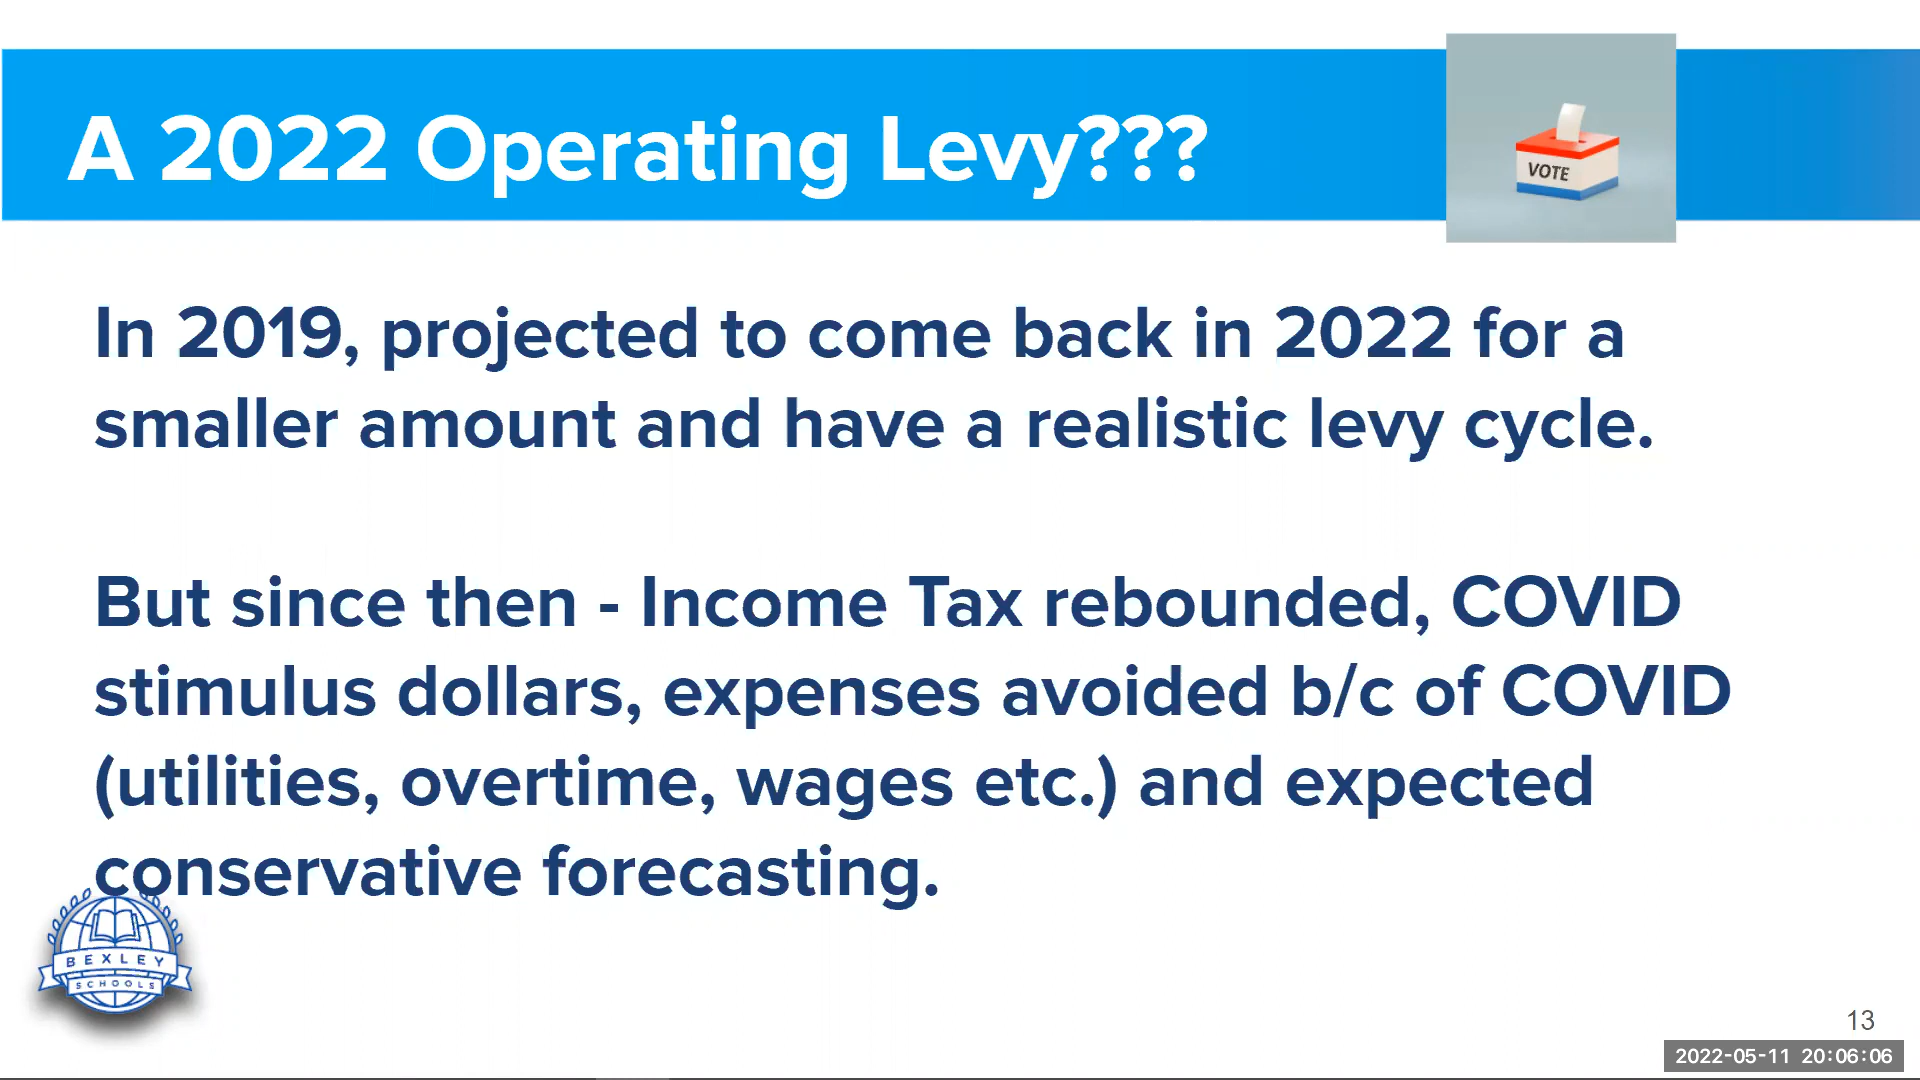 A 2022 Operating Levy???
VOTE
In 2019, projected to come back in 2022 for a
smaller amount and have a realistic levy cycle.
But since then - Income Tax rebounded, COVID
stimulus dollars, expenses avoided b/c of COVID
(utilities, overtime, wages etc.) and expected
conservative forecasting.
BEXLEY
SCHOOLS
13
2022-05-11 20:06:06